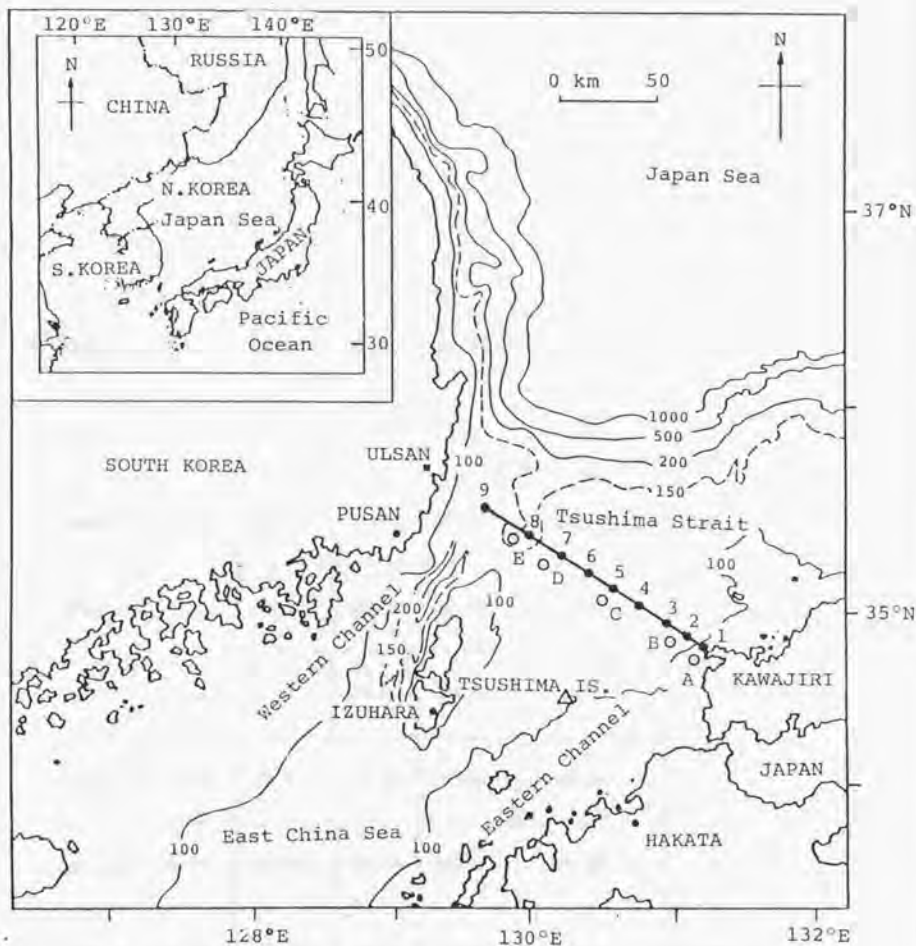 120°E 130°E 140°E
50
RUSSIA
N
CHINA
N.KOREA
Japan Sea
40
S.KOREA
JAPAN
Pacific
Ocean
30
0 km 50
N
Japan Sea
37°N
1000
500
200
150
100
SOUTH KOREA
ULSAN
PUSAN
9
8
7
6
5
4
3
2
1
Tsushima Strait
100
E
D
C
B
A
35°N
200
150
100
Western Channel
TSUSHIMA IS.
IZUHARA
KAWAJIRI
Eastern Channel
JAPAN
HAKATA
East China Sea
100
100
128°E 130°E 132°E